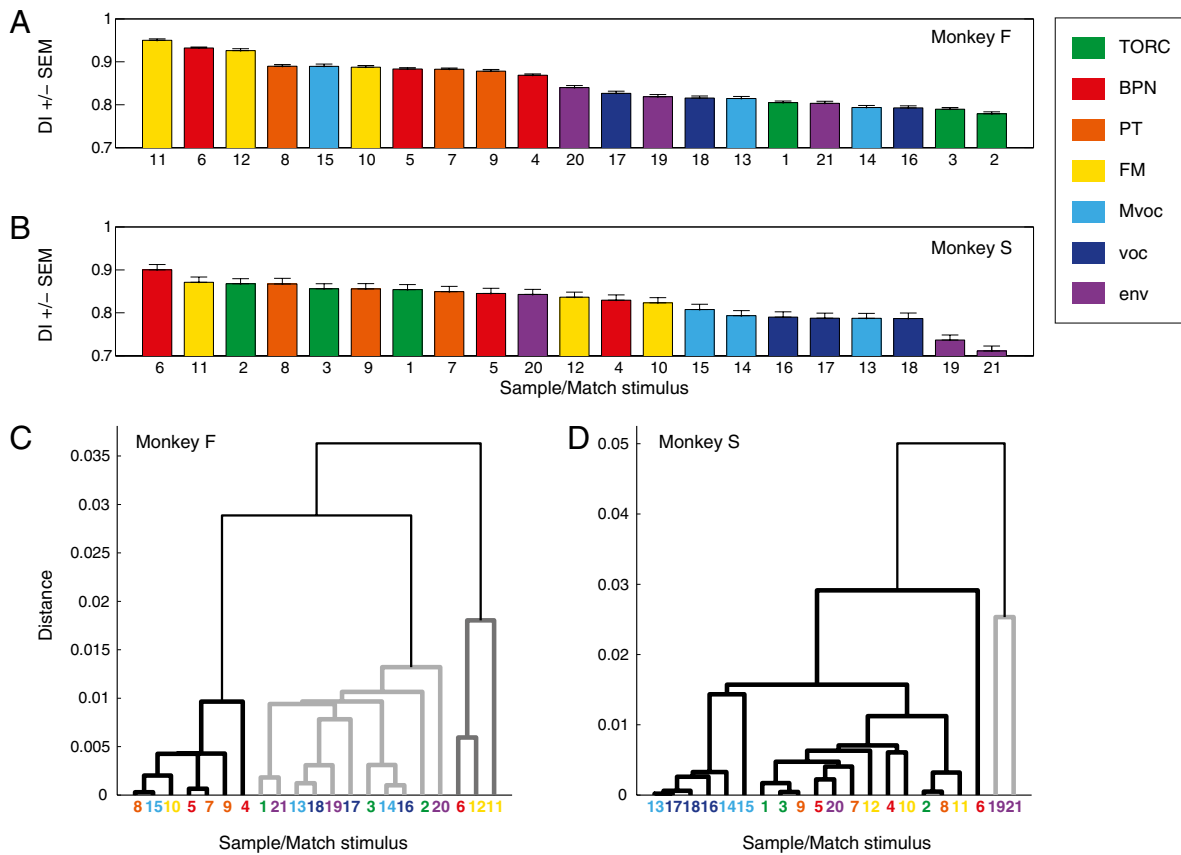 A
DI +/− SEM
1
0.9
0.8
0.7
Monkey F
11 6 12 8 15 10 5 7 9 4 20 17 19 18 13 1 21 14 16 3 2
TORC
BPN
PT
FM
Mvoc
voc
env
B
DI +/− SEM
1
0.9
0.8
0.7
Monkey S
6 11 2 8 3 9 1 7 5 20 12 4 10 15 14 16 17 13 18 19 21
Sample/Match stimulus
C
Monkey F
Distance
0.035
0.03
0.025
0.02
0.015
0.01
0.005
0
8 15 10 5 7 9 4 1 21 13 18 19 17 3 14 16 2 20 6 12 11
Sample/Match stimulus
D
Monkey S
0.05
0.04
0.03
0.02
0.01
0
13 17 18 16 14 15 1 3 9 5 20 7 12 4 10 2 8 11 6 19 21
Sample/Match stimulus